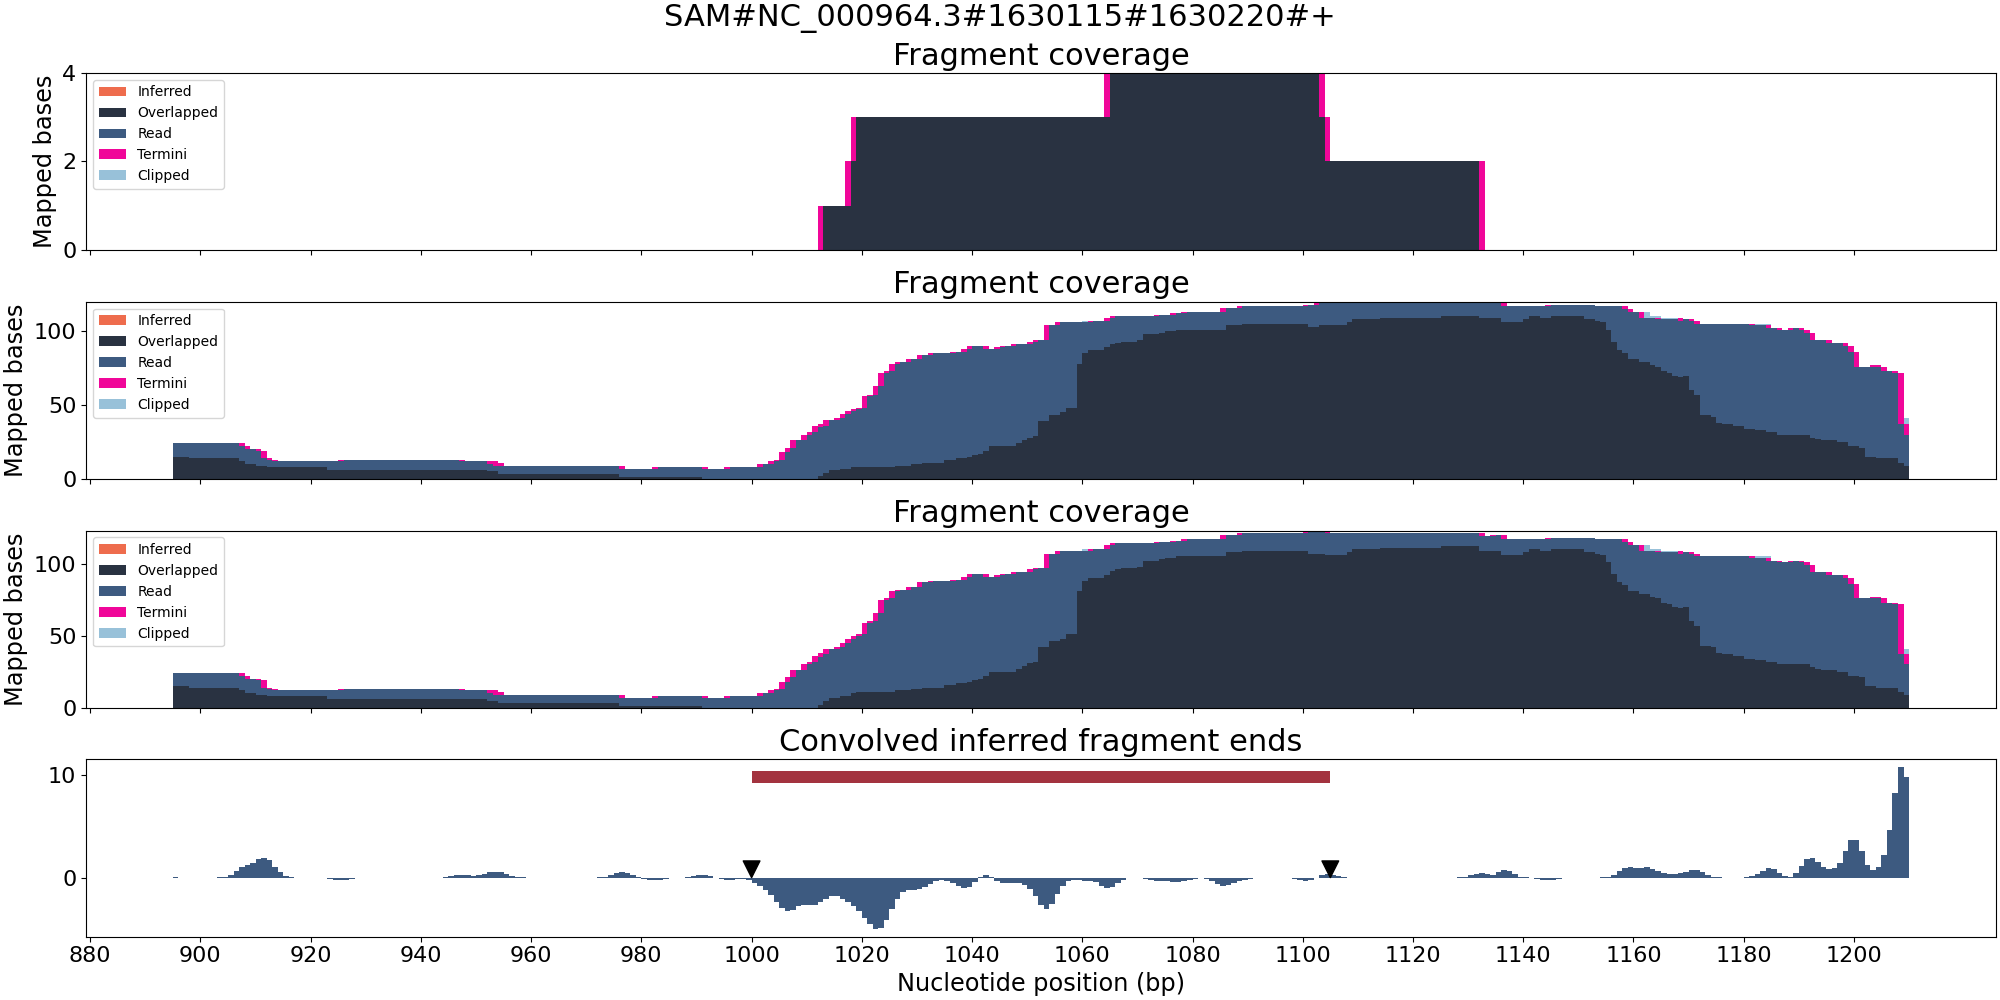 SAM#NC_000964.3#1630115#1630220#+
Fragment coverage
Mapped bases
4
2
0
Inferred
Overlapped
Read
Termini
Clipped
Fragment coverage
Mapped bases
100
50
0
Inferred
Overlapped
Read
Termini
Clipped
Fragment coverage
Mapped bases
100
50
0
Inferred
Overlapped
Read
Termini
Clipped
Convolved inferred fragment ends
10
0
880 900 920 940 960 980 1000 1020 1040 1060 1080 1100 1120 1140 1160 1180 1200
Nucleotide position (bp)